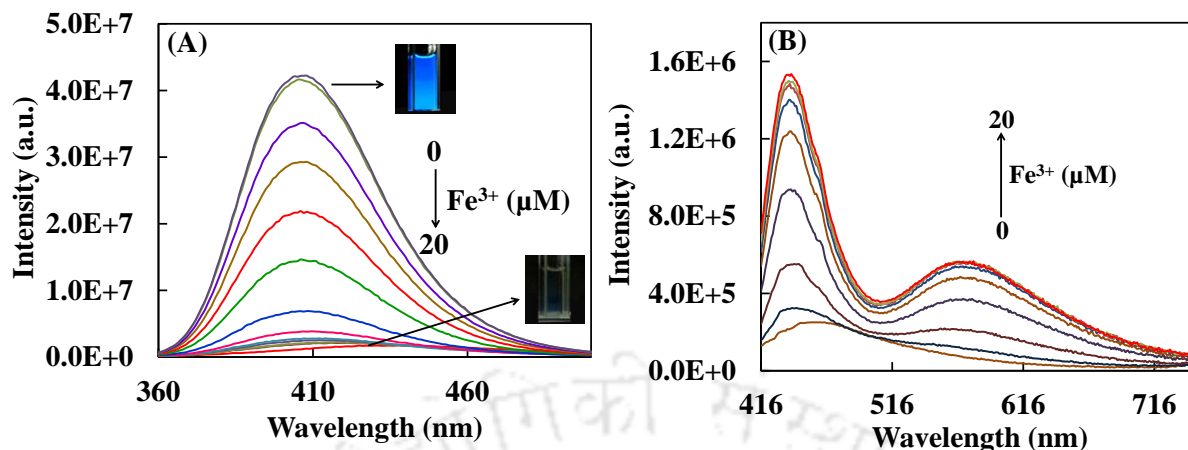 (A)
5.0E+7
4.0E+7
3.0E+7
2.0E+7
1.0E+7
0.0E+0
Intensity (a.u.)
0
Fe³⁺ (µM)
20
360
410
460
Wavelength (nm)
(B)
1.6E+6
1.2E+6
8.0E+5
4.0E+5
0.0E+0
Intensity (a.u.)
20
Fe³⁺ (µM)
0
416
516
616
716
Wavelength (nm)